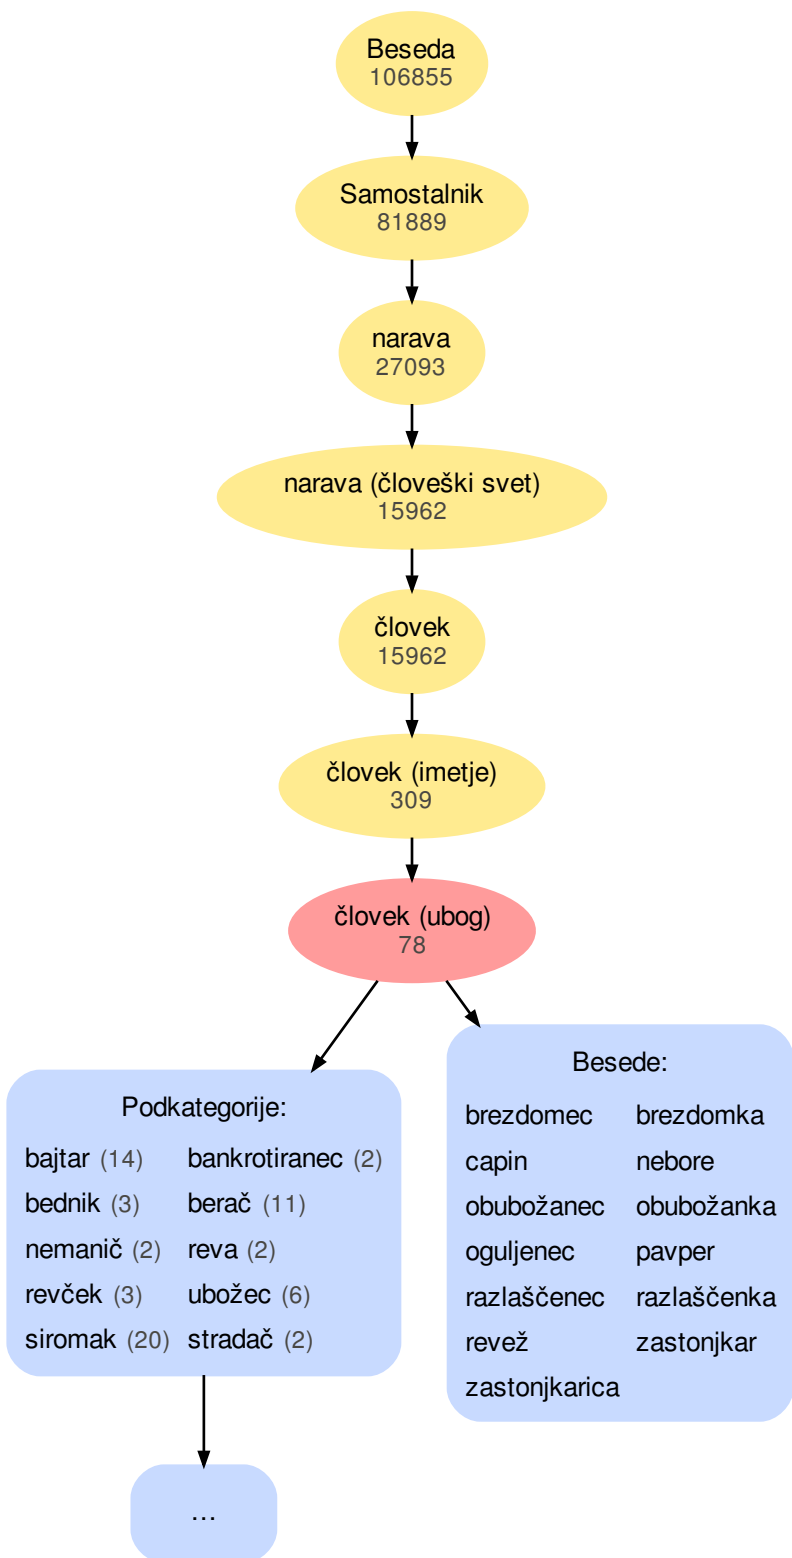 Beseda
106855
Samostalnik
81889
narava
27093
narava (človeški svet)
15962
človek
15962
človek (imetje)
309
človek (ubog)
78
Podkategorije:
bajtar (14) bankrotiranec (2)
bednik (3) berač (11)
nemanič (2) reva (2)
revček (3) ubožec (6)
siromak (20) stradač (2)
...
Besede:
brezdomec brezdomka
capin nebore
obubožanec obubožanka
oguljenec pavper
razlaščenec razlaščenka
revež zastonjkar
zastonjkarica